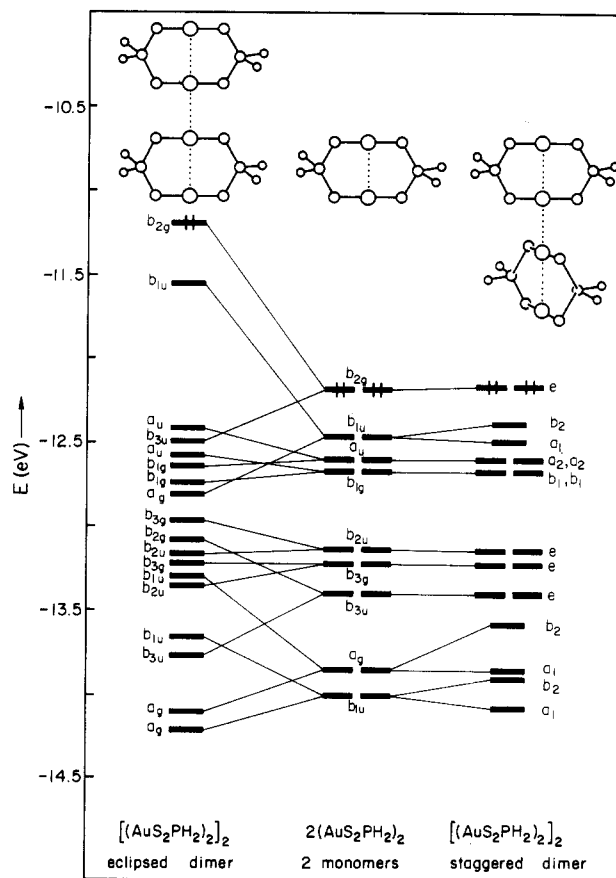 -10.5
-11.5
-12.5
-13.5
-14.5
E (eV) →
b2g
b1u
au
b3u
au
b1g
b1g
ag
b3g
b2g
b2u
b3g
b1u
b2u
b1u
b3u
ag
ag
b2g
b1u
au
b1g
b2u
b3g
b3u
ag
b1u
e
b2
a1
a2,a2
b1,b1
e
e
e
b2
a1
b2
a1
[(AuS2PH2)2]2
eclipsed dimer
2(AuS2PH2)2
2 monomers
[(AuS2PH2)2]2
staggered dimer